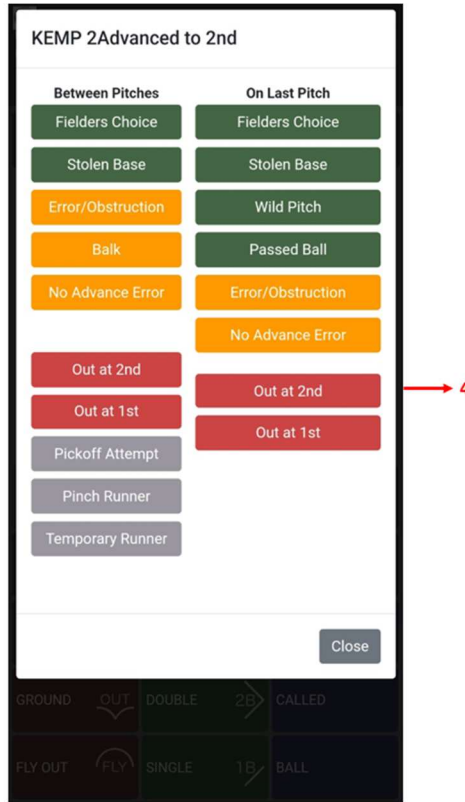 KEMP 2Advanced to 2nd
Between Pitches
Fielders Choice
Stolen Base
Error/Obstruction
Balk
No Advance Error
Out at 2nd
Out at 1st
Pickoff Attempt
Pinch Runner
Temporary Runner
On Last Pitch
Fielders Choice
Stolen Base
Wild Pitch
Passed Ball
Error/Obstruction
No Advance Error
Out at 2nd
Out at 1st
Close
GROUND OUT DOUBLE 2B CALLED
FLY OUT FLY SINGLE 1B BALL